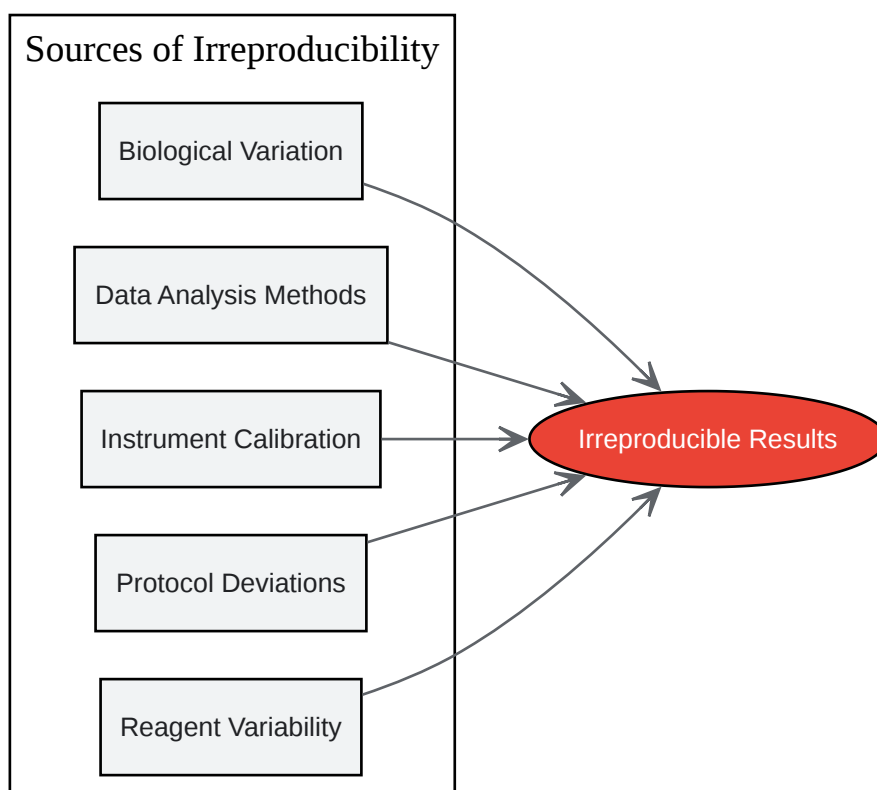 Sources of Irreproducibility
Biological Variation
Data Analysis Methods
Instrument Calibration
Irreproducible Results
Protocol Deviations
Reagent Variability